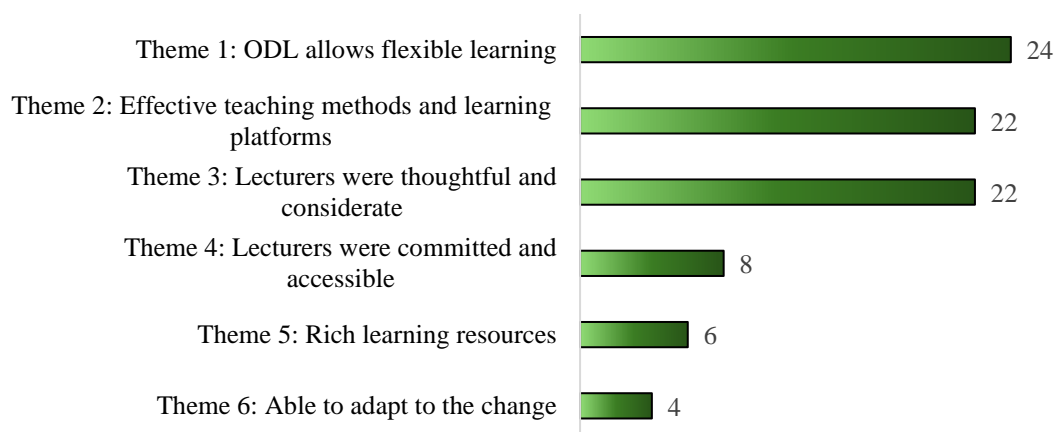 Theme 1: ODL allows flexible learning
24
Theme 2: Effective teaching methods and learning
platforms
22
Theme 3: Lecturers were thoughtful and
considerate
22
Theme 4: Lecturers were committed and
accessible
8
Theme 5: Rich learning resources
6
Theme 6: Able to adapt to the change
4